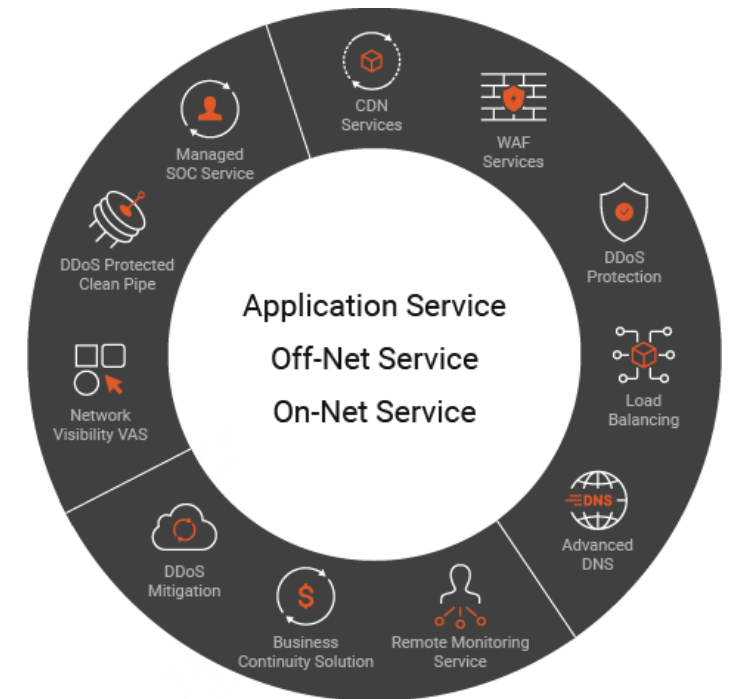 CDN
Services
WAF
Services
DDoS
Protection
Load
Balancing
DNS
Advanced
DNS
Remote Monitoring
Service
$
Business
Continuity Solution
DDoS
Mitigation
Network
Visibility VAS
DDoS Protected
Clean Pipe
Managed
SOC Service
Application Service
Off-Net Service
On-Net Service